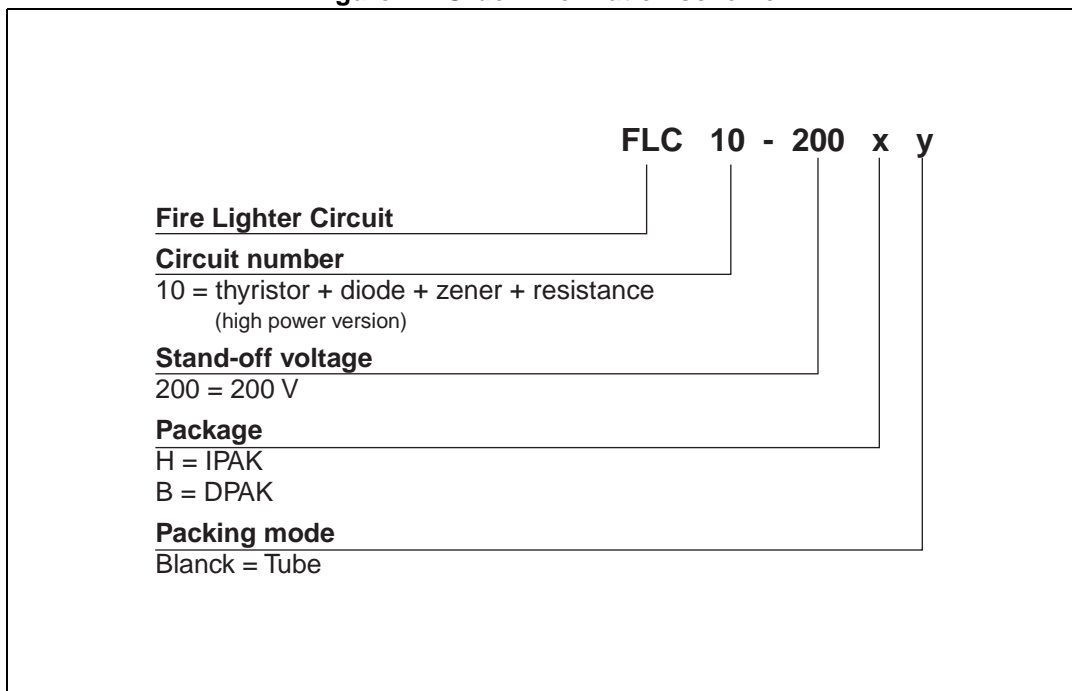 FLC 10 - 200 x y
Fire Lighter Circuit
Circuit number
10 = thyristor + diode + zener + resistance
(high power version)
Stand-off voltage
200 = 200 V
Package
H = IPAK
B = DPAK
Packing mode
Blanck = Tube